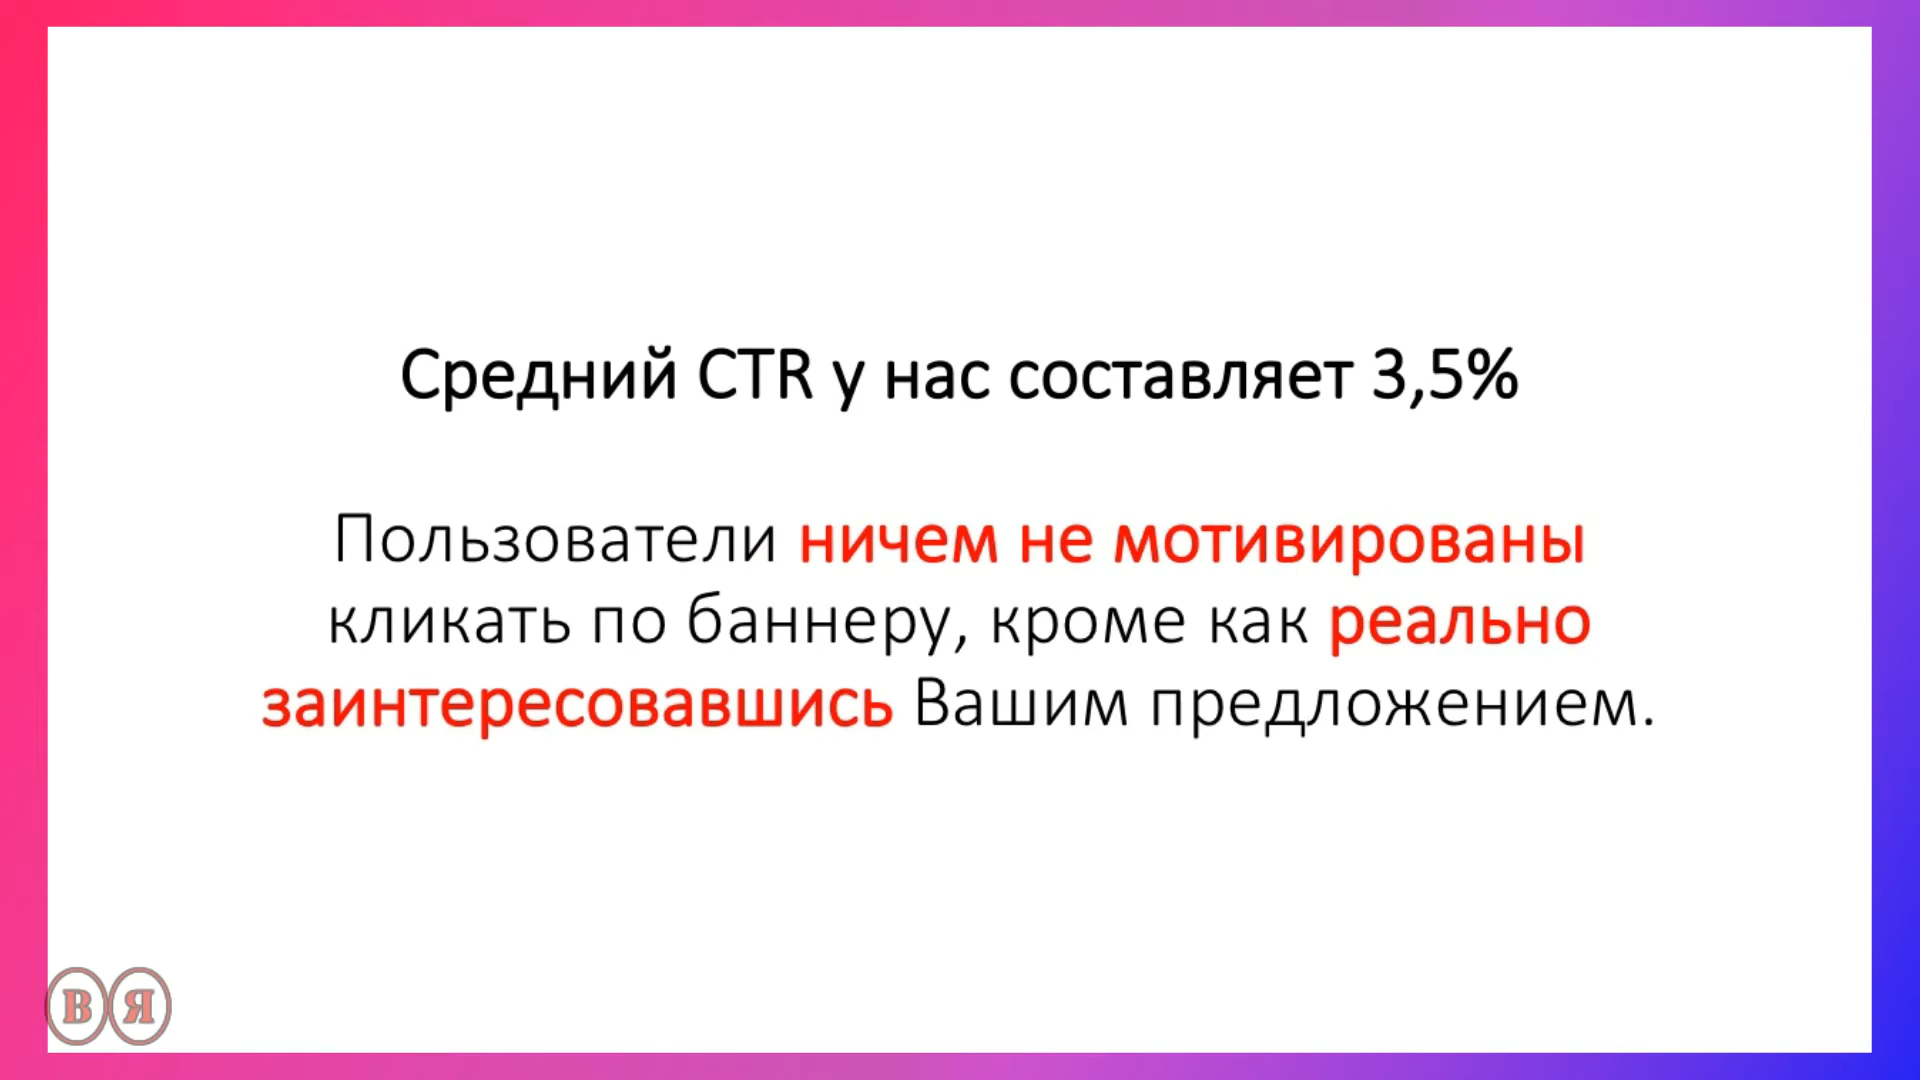 Средний CTR у нас составляет 3,5%
Пользователи ничем не мотивированы
кликать по баннеру, кроме как реально
заинтересовавшись Вашим предложением.
В Я